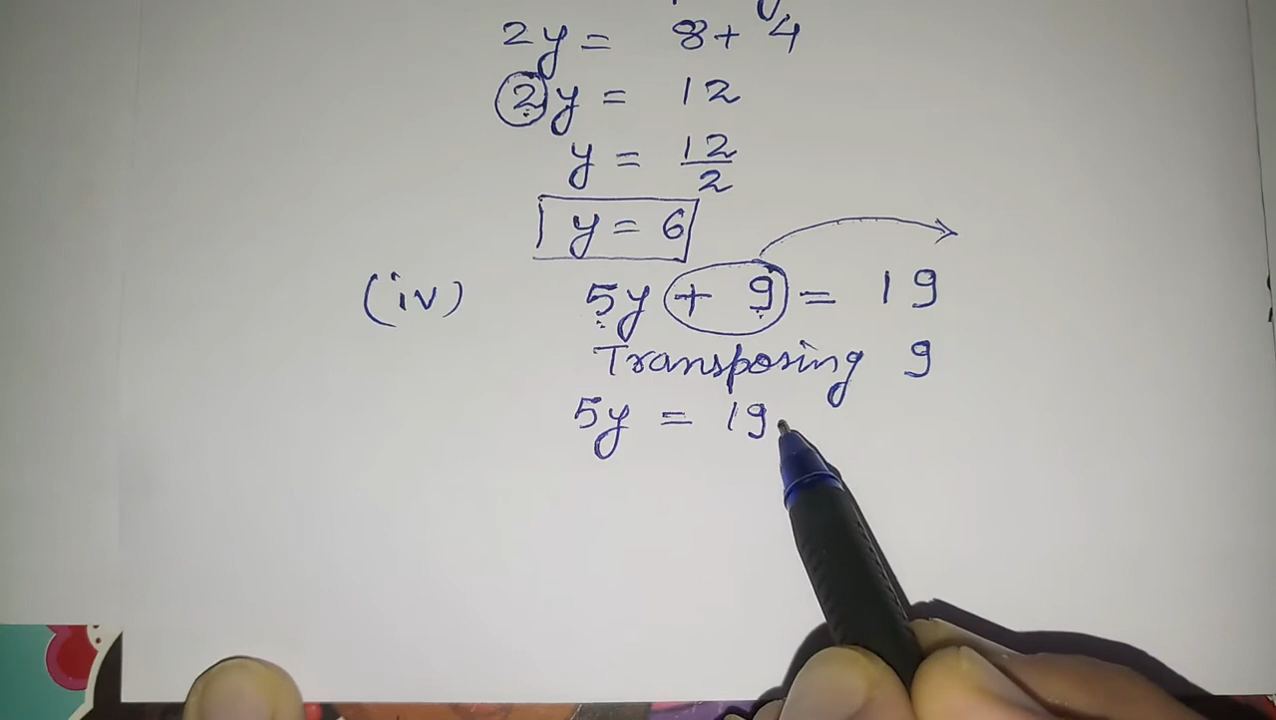 2y = 8+ 4
2y = 12
y = 12/2
y = 6
(iv) 5y + 9 = 19
Transposing 9
5y = 19